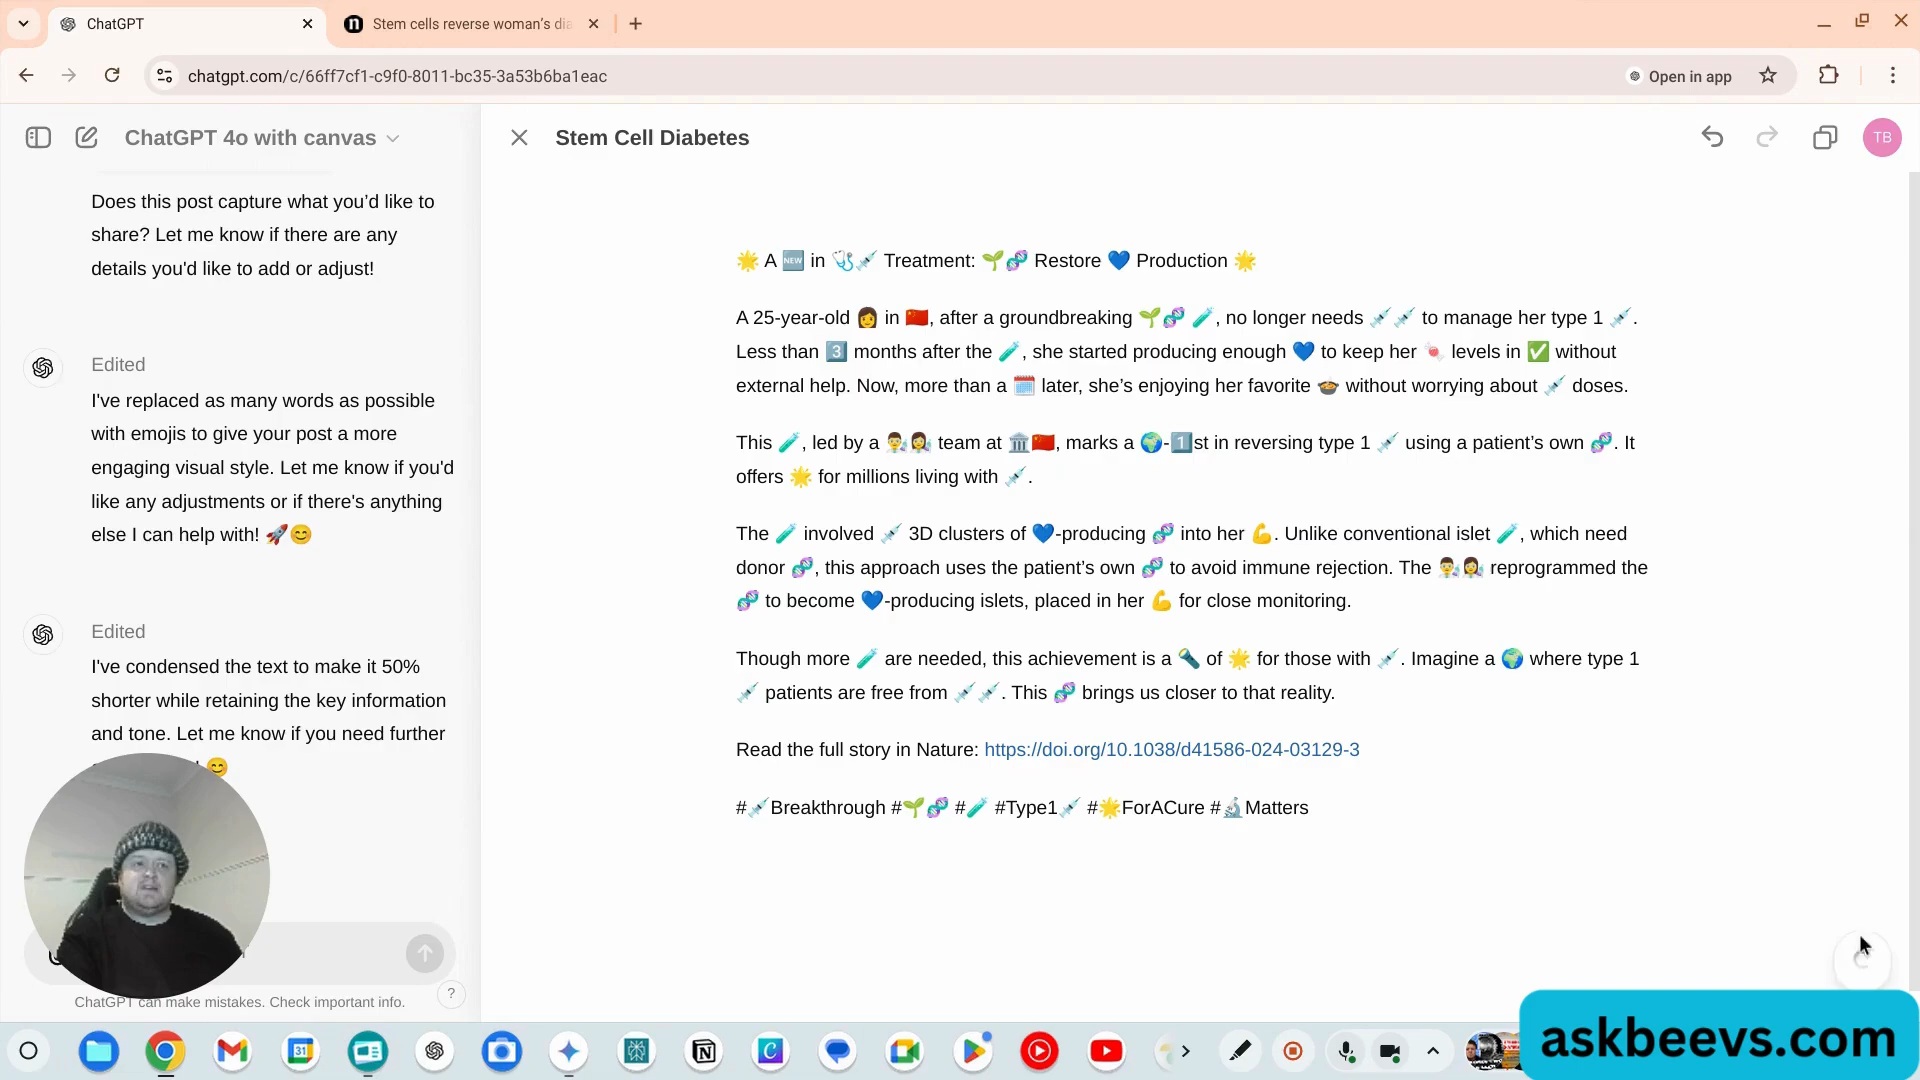 ChatGPT
Stem cells reverse woman's dia
chatgpt.com/c/66ff7cf1-c9f0-8011-bc35-3a53b6ba1eac
Open in app
ChatGPT 4o with canvas
Does this post capture what you'd like to
share? Let me know if there are any
details you'd like to add or adjust!
Edited
I've replaced as many words as possible
with emojis to give your post a more
engaging visual style. Let me know if you'd
like any adjustments or if there's anything
else I can help with! 🚀😊
Edited
I've condensed the text to make it 50%
shorter while retaining the key information
and tone. Let me know if you need further
! 😊
ChatGPT can make mistakes. Check important info.
?
Stem Cell Diabetes
TB
🌟 A 🆕 in 🩺💉 Treatment: 🌱🧬 Restore 💙 Production 🌟
A 25-year-old 👩 in 🇨🇳, after a groundbreaking 🌱🧬 🧪, no longer needs 💉💉 to manage her type 1 💉.
Less than 3️⃣ months after the 🧪, she started producing enough 💙 to keep her 🍬 levels in ✅ without
external help. Now, more than a 🗓️ later, she's enjoying her favorite 🍲 without worrying about 💉 doses.
This 🧪, led by a 👨‍🔬👩‍🔬 team at 🏛️🇨🇳, marks a 🌍-1️⃣st in reversing type 1 💉 using a patient's own 🧬. It
offers 🌟 for millions living with 💉.
The 🧪 involved 💉 3D clusters of 💙-producing 🧬 into her 💪. Unlike conventional islet 🧪, which need
donor 🧬, this approach uses the patient's own 🧬 to avoid immune rejection. The 👨‍🔬👩‍🔬 reprogrammed the
🧬 to become 💙-producing islets, placed in her 💪 for close monitoring.
Though more 🧪 are needed, this achievement is a 🔦 of 🌟 for those with 💉. Imagine a 🌍 where type 1
💉 patients are free from 💉💉. This 🧬 brings us closer to that reality.
Read the full story in Nature: https://doi.org/10.1038/d41586-024-03129-3
#💉Breakthrough #🌱🧬 #🧪 #Type1💉 #🌟ForACure #🔬Matters
askbeevs.com